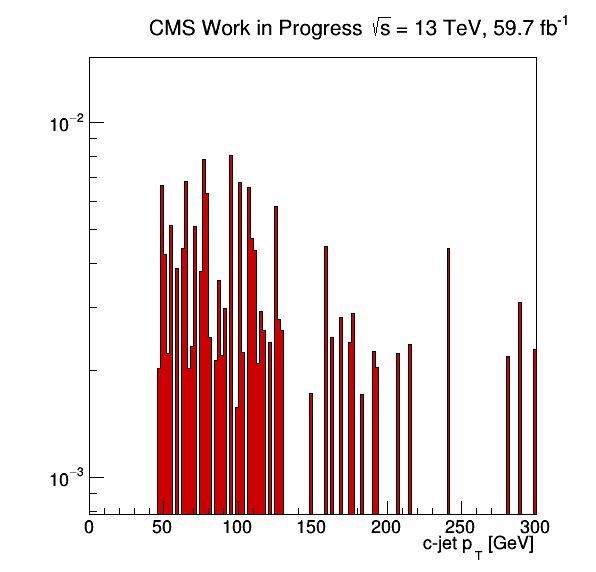 CMS Work in Progress √s = 13 TeV, 59.7 fb⁻¹
10⁻²
10⁻³
0 50 100 150 200 250 300
c-jet p_T [GeV]